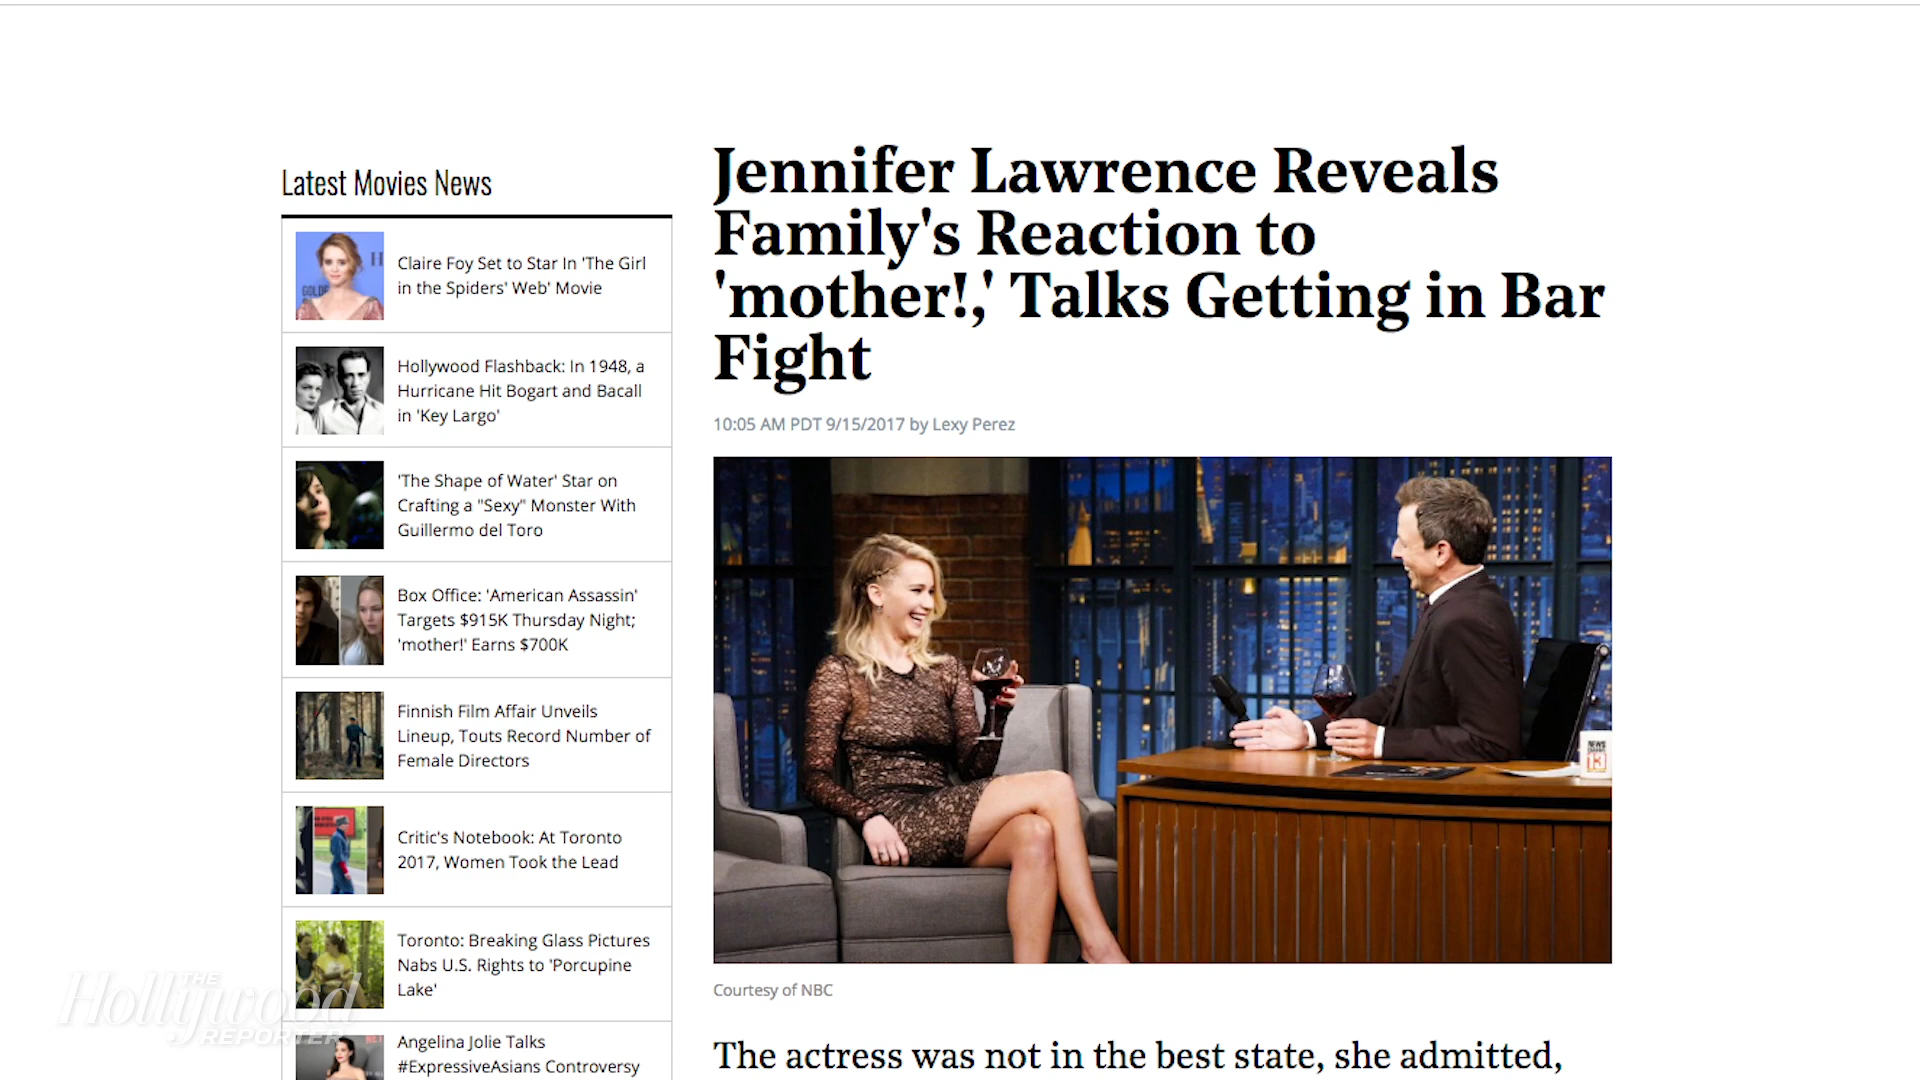 Latest Movies News
Claire Foy Set to Star In 'The Girl
in the Spiders' Web' Movie
Hollywood Flashback: In 1948, a
Hurricane Hit Bogart and Bacall
in 'Key Largo'
'The Shape of Water' Star on
Crafting a "Sexy" Monster With
Guillermo del Toro
Box Office: 'American Assassin'
Targets $915K Thursday Night;
'mother!' Earns $700K
Finnish Film Affair Unveils
Lineup, Touts Record Number of
Female Directors
Critic's Notebook: At Toronto
2017, Women Took the Lead
Toronto: Breaking Glass Pictures
Nabs U.S. Rights to 'Porcupine
Lake'
Angelina Jolie Talks
#ExpressiveAsians Controversy
Jennifer Lawrence Reveals
Family's Reaction to
'mother!,' Talks Getting in Bar
Fight
10:05 AM PDT 9/15/2017 by Lexy Perez
NEWS
13
Courtesy of NBC
The actress was not in the best state, she admitted,
THE
Hollywood
REPORTER